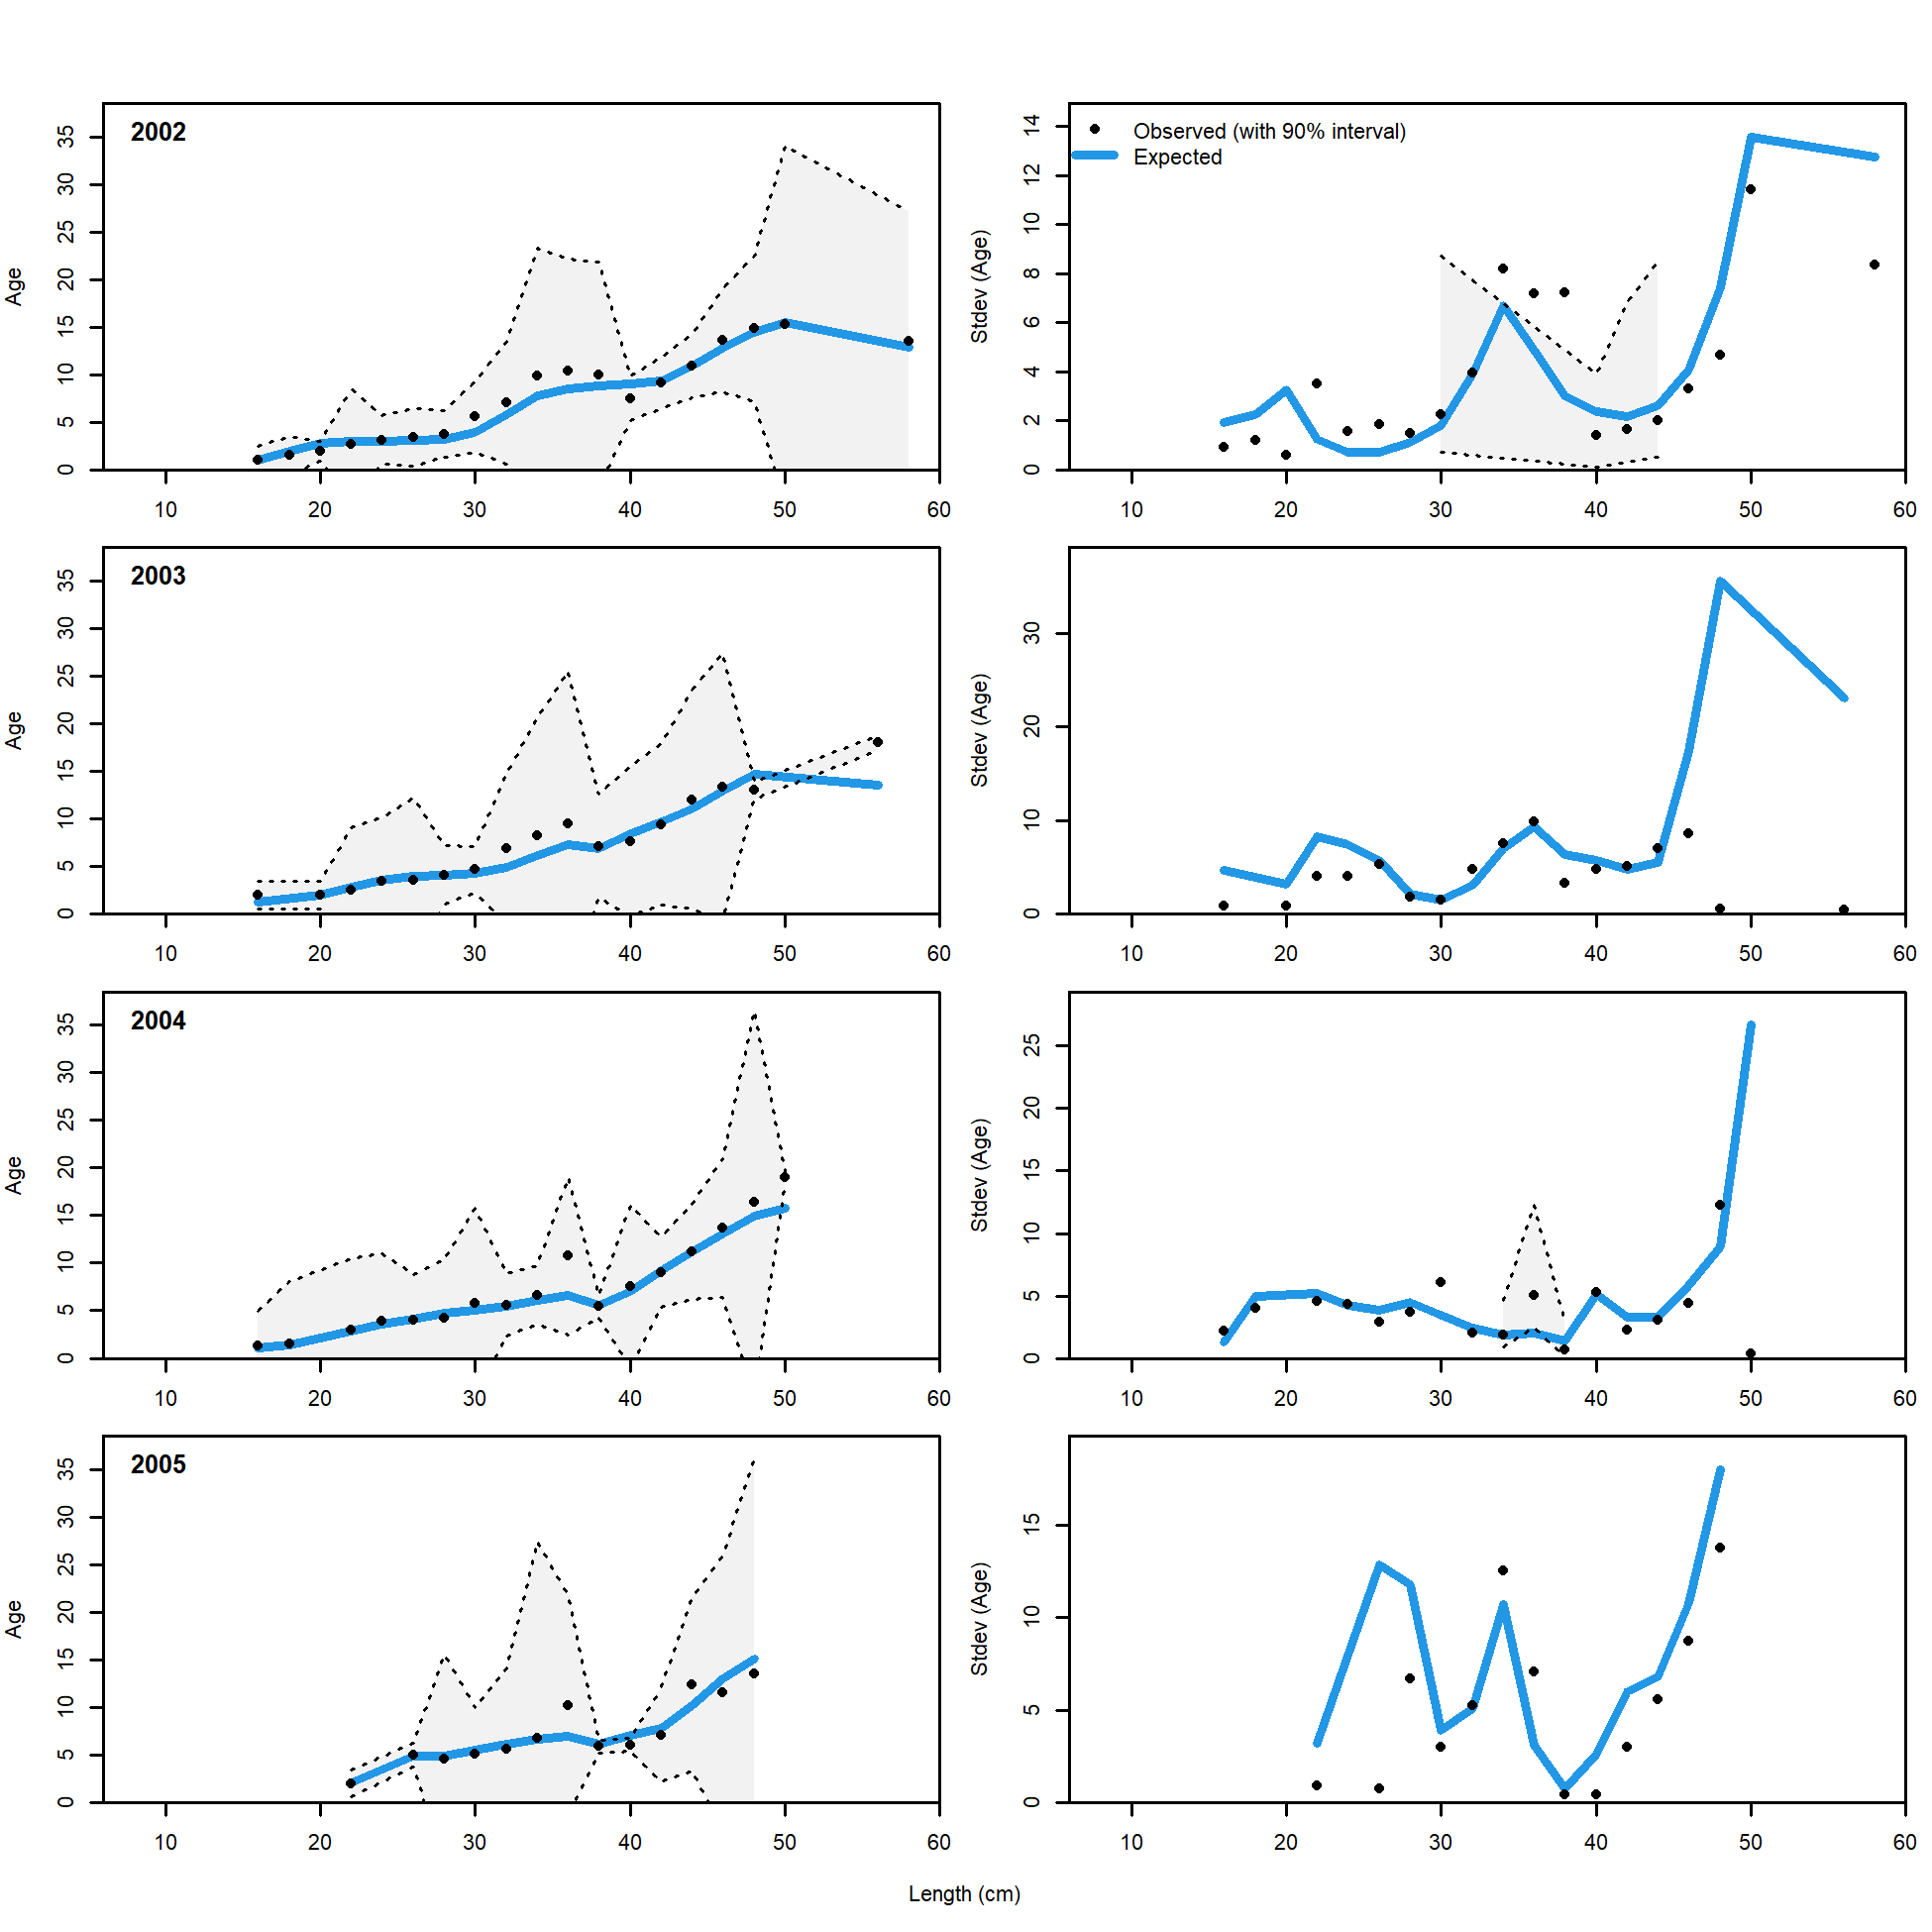 2002
Age
0 5 10 15 20 25 30 35
10 20 30 40 50 60
Observed (with 90% interval)
Expected
Stdev (Age)
0 2 4 6 8 10 12 14
10 20 30 40 50 60
2003
Age
0 5 10 15 20 25 30 35
10 20 30 40 50 60
Stdev (Age)
0 10 20 30
10 20 30 40 50 60
2004
Age
0 5 10 15 20 25 30 35
10 20 30 40 50 60
Stdev (Age)
0 5 10 15 20 25
10 20 30 40 50 60
2005
Age
0 5 10 15 20 25 30 35
10 20 30 40 50 60
Stdev (Age)
0 5 10 15
10 20 30 40 50 60
Length (cm)